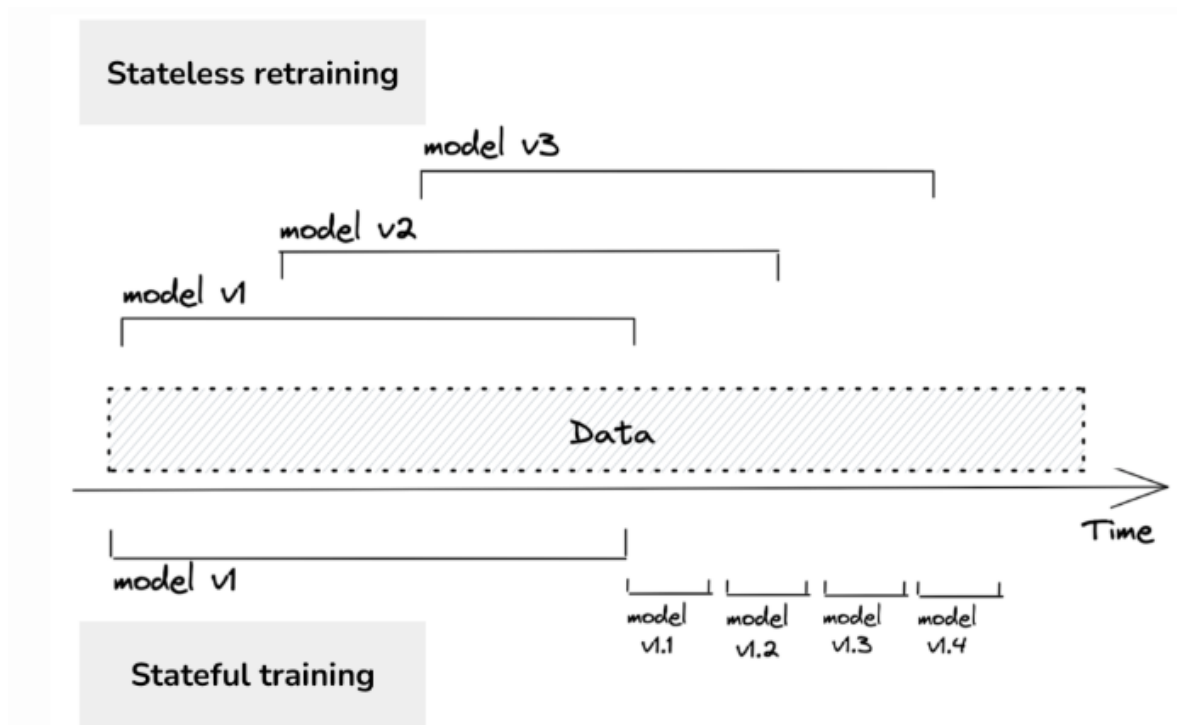 Stateless retraining
model v3
model v2
model v1
Data
Time
model v1
model
v1.1
model
v1.2
model
v1.3
model
v1.4
Stateful training